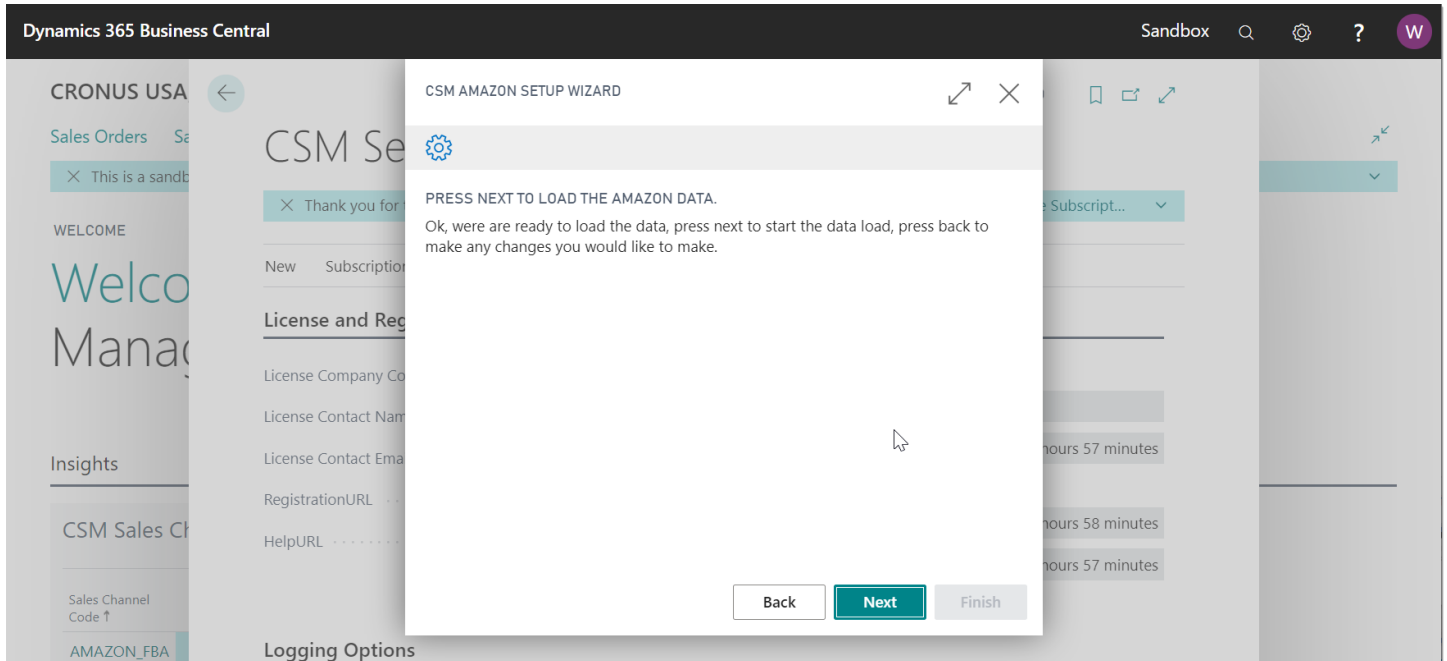 Dynamics 365 Business Central
Sandbox
?
W
CRONUS USA
Sales Orders Sa
This is a sandb
WELCOME
Welco
Manag
Insights
CSM Sales Ch
Sales Channel
Code ↑
AMAZON_FBA
CSM Se
Thank you for
e Subscript...
New Subscription
License and Reg
License Company Co
License Contact Nam
License Contact Ema
RegistrationURL
HelpURL
hours 57 minutes
hours 58 minutes
hours 57 minutes
Logging Options
CSM AMAZON SETUP WIZARD
PRESS NEXT TO LOAD THE AMAZON DATA.
Ok, were are ready to load the data, press next to start the data load, press back to
make any changes you would like to make.
Back Next Finish